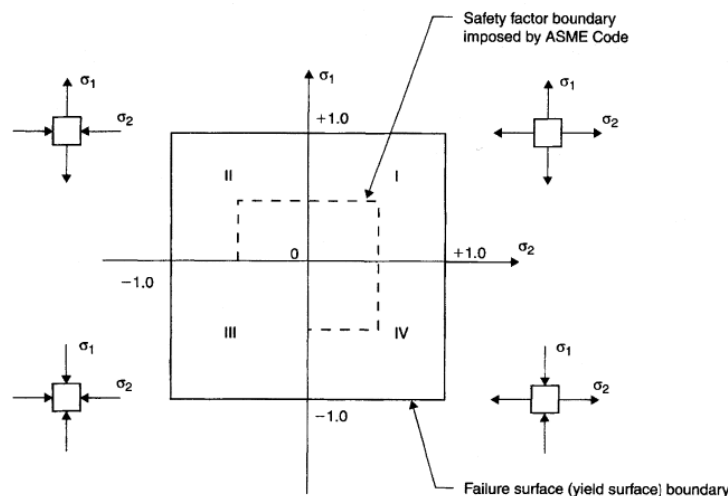 Safety factor boundary
imposed by ASME Code
σ1
σ1
σ1
+1.0
σ2
σ2
II
I
0
+1.0
σ2
−1.0
III
IV
σ1
σ1
σ2
σ2
−1.0
Failure surface (yield surface) boundary